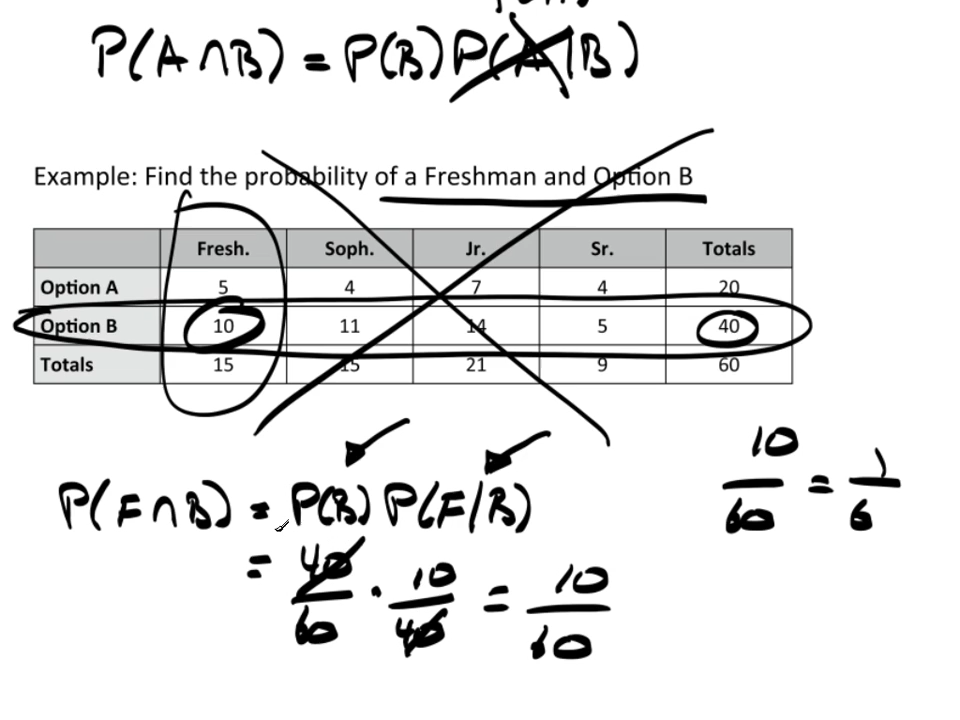 P(A∩B) = P(B)P(A|B)
Example: Find the probability of a Freshman and Option B
Fresh. Soph. Jr. Sr. Totals
Option A 5 4 7 4 20
Option B 10 11 14 5 40
Totals 15 15 21 9 60
10/60 = 1/6
P(F∩B) = P(B) P(F/B)
= 40/60 · 10/40 = 10/60